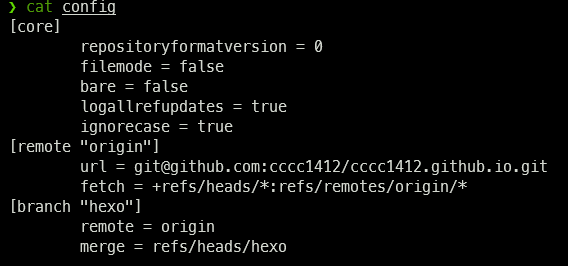 ❯ cat config
[core]
        repositoryformatversion = 0
        filemode = false
        bare = false
        logallrefupdates = true
        ignorecase = true
[remote "origin"]
        url = git@github.com:cccc1412/cccc1412.github.io.git
        fetch = +refs/heads/*:refs/remotes/origin/*
[branch "hexo"]
        remote = origin
        merge = refs/heads/hexo